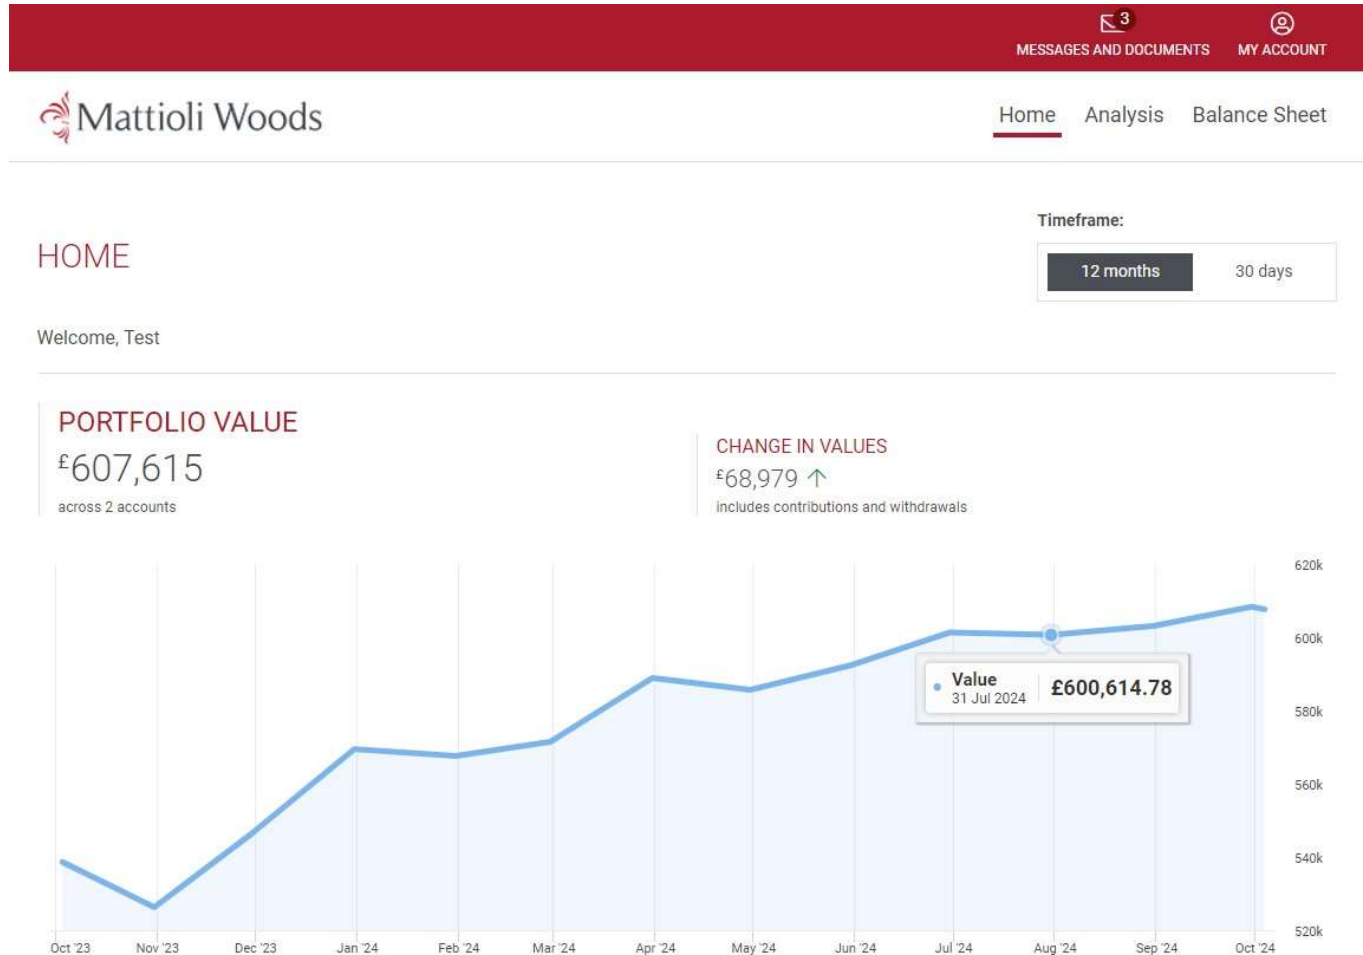 3
MESSAGES AND DOCUMENTS
MY ACCOUNT
Mattioli Woods
Home
Analysis
Balance Sheet
Timeframe:
HOME
12 months
30 days
Welcome, Test
PORTFOLIO VALUE
£607,615
across 2 accounts
CHANGE IN VALUES
£68,979 ↑
includes contributions and withdrawals
620k
600k
580k
560k
540k
520k
Value
31 Jul 2024
£600,614.78
Oct '23
Nov '23
Dec '23
Jan '24
Feb '24
Mar '24
Apr '24
May '24
Jun '24
Jul '24
Aug '24
Sep '24
Oct '24